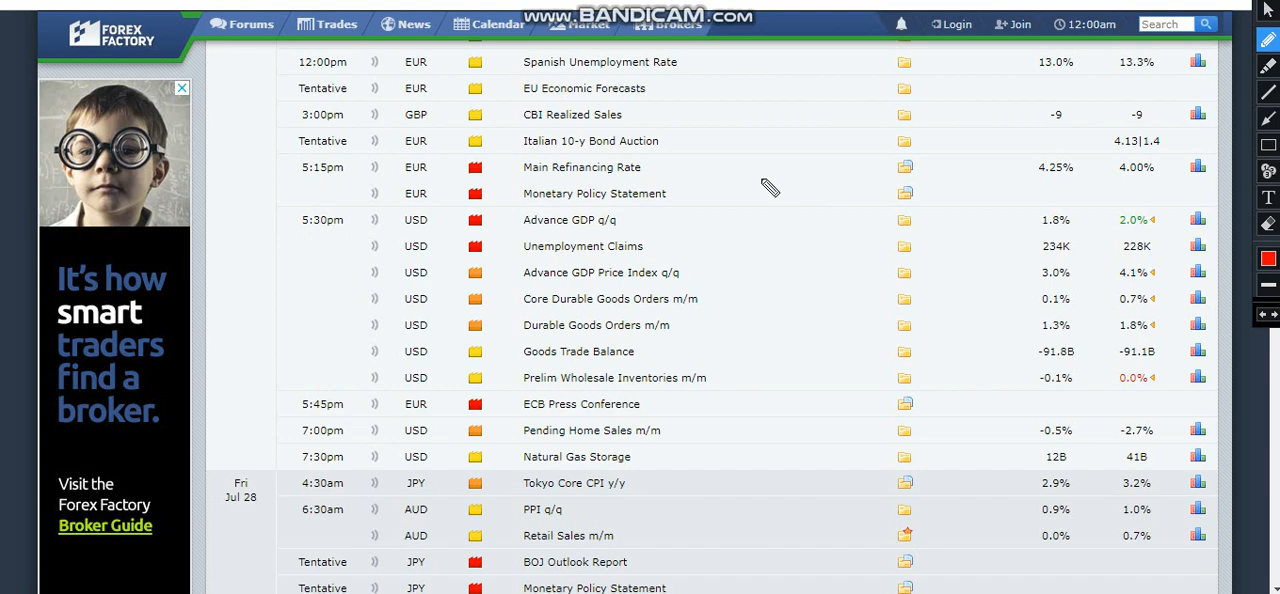 www.BANDICAM.com
FOREX FACTORY Forums Trades News Calendar Market Brokers Login Join 12:00am Search
12:00pm EUR Spanish Unemployment Rate 13.0% 13.3%
Tentative EUR EU Economic Forecasts
3:00pm GBP CBI Realized Sales -9 -9
Tentative EUR Italian 10-y Bond Auction 4.13|1.4
5:15pm EUR Main Refinancing Rate 4.25% 4.00%
EUR Monetary Policy Statement
5:30pm USD Advance GDP q/q 1.8% 2.0%
USD Unemployment Claims 234K 228K
USD Advance GDP Price Index q/q 3.0% 4.1%
USD Core Durable Goods Orders m/m 0.1% 0.7%
USD Durable Goods Orders m/m 1.3% 1.8%
USD Goods Trade Balance -91.8B -91.1B
USD Prelim Wholesale Inventories m/m -0.1% 0.0%
5:45pm EUR ECB Press Conference
7:00pm USD Pending Home Sales m/m -0.5% -2.7%
7:30pm USD Natural Gas Storage 12B 41B
Fri 4:30am JPY Tokyo Core CPI y/y 2.9% 3.2%
Jul 28
6:30am AUD PPI q/q 0.9% 1.0%
AUD Retail Sales m/m 0.0% 0.7%
Tentative JPY BOJ Outlook Report
Tentative JPY Monetary Policy Statement
It's how
smart
traders
find a
broker.
Visit the
Forex Factory
Broker Guide